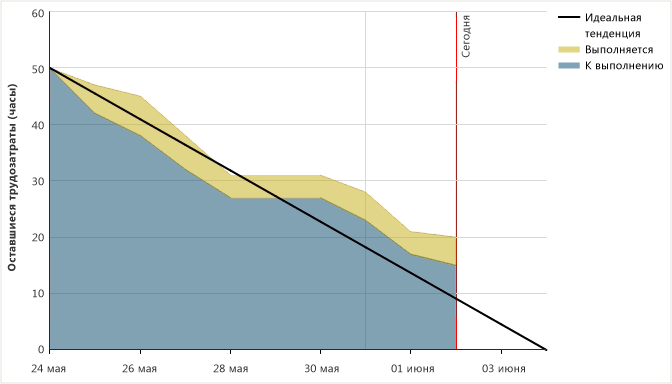 Оставшиеся трудозатраты (часы)
60
50
40
30
20
10
0
24 мая
26 мая
28 мая
30 мая
01 июня
03 июня
Сегодня
Идеальная
тенденция
Выполняется
К выполнению